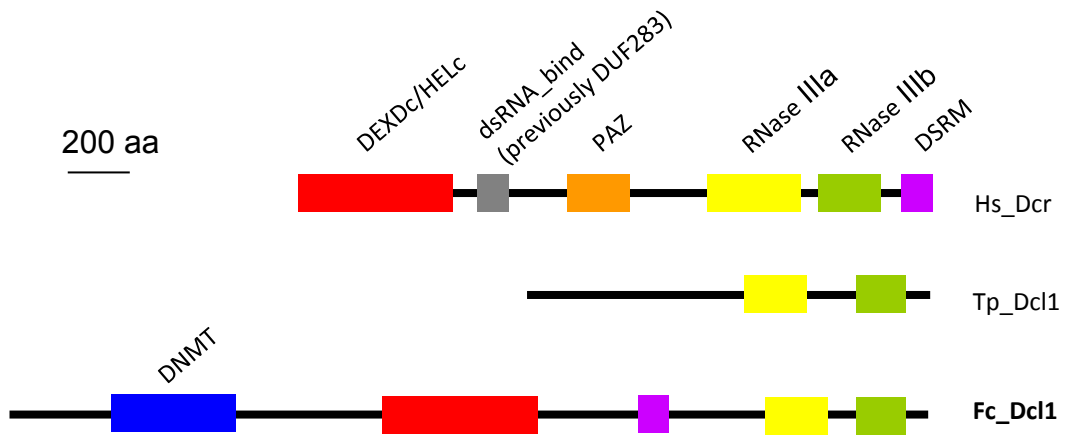 200 aa
DEXDc/HELc
dsRNA_bind
(previously DUF283)
PAZ
RNase IIIa
RNase IIIb
DSRM
Hs_Dcr
Tp_Dcl1
DNMT
Fc_Dcl1